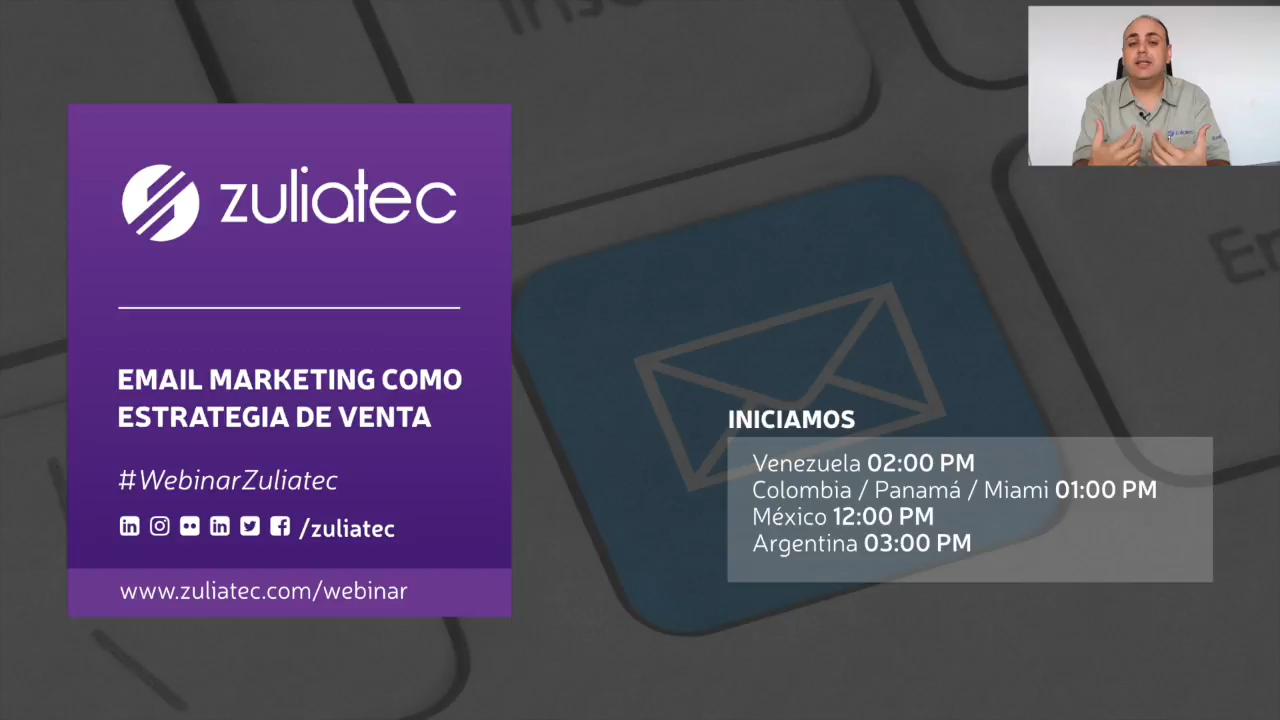 zuliatec
EMAIL MARKETING COMO
ESTRATEGIA DE VENTA
#WebinarZuliatec
/zuliatec
www.zuliatec.com/webinar
INICIAMOS
Venezuela 02:00 PM
Colombia / Panamá / Miami 01:00 PM
México 12:00 PM
Argentina 03:00 PM
zuliatec